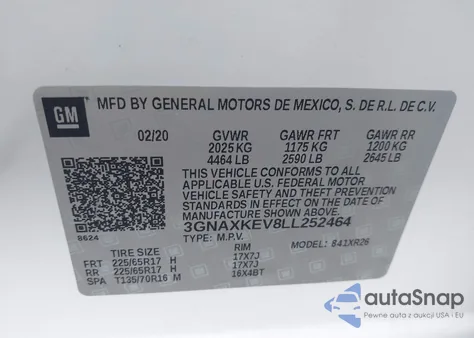 GM
MFD BY GENERAL MOTORS DE MEXICO, S. DE R.L. DE C.V.
02/20 GVWR GAWR FRT GAWR RR
2025 KG 1175 KG 1200 KG
4464 LB 2590 LB 2645 LB
THIS VEHICLE CONFORMS TO ALL
APPLICABLE U.S. FEDERAL MOTOR
VEHICLE SAFETY AND THEFT PREVENTION
STANDARDS IN EFFECT ON THE DATE OF
MANUFACTURE SHOWN ABOVE.
3GNAXKEV8LL252464
8624
TYPE: M.P.V. MODEL: 841XR26
TIRE SIZE RIM
FRT 225/65R17 H 17X7J
RR 225/65R17 H 17X7J
SPA T135/70R16 M 16X4BT
autoSnap
Pewne auta z aukcji USA i EU